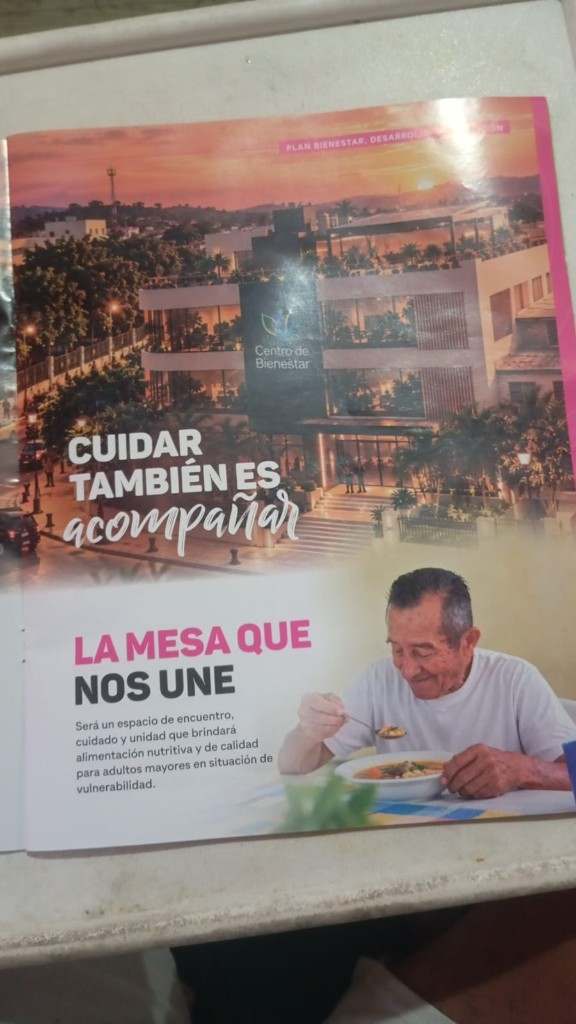 PLAN BIENESTAR, DESARROLLO
Centro de
Bienestar
CUIDAR
TAMBIÉN ES
acompañar
LA MESA QUE
NOS UNE
Será un espacio de encuentro,
cuidado y unidad que brindará
alimentación nutritiva y de calidad
para adultos mayores en situación de
vulnerabilidad.